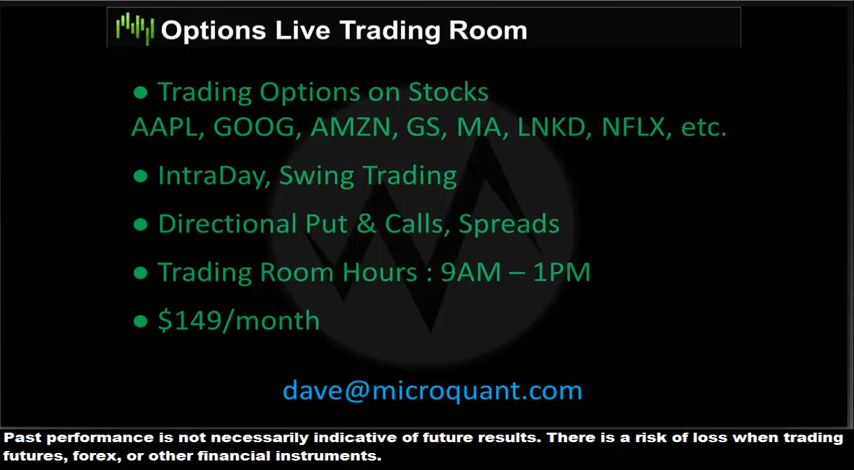 Options Live Trading Room
● Trading Options on Stocks
AAPL, GOOG, AMZN, GS, MA, LNKD, NFLX, etc.
● IntraDay, Swing Trading
● Directional Put & Calls, Spreads
● Trading Room Hours : 9AM – 1PM
● $149/month
dave@microquant.com
Past performance is not necessarily indicative of future results. There is a risk of loss when trading
futures, forex, or other financial instruments.